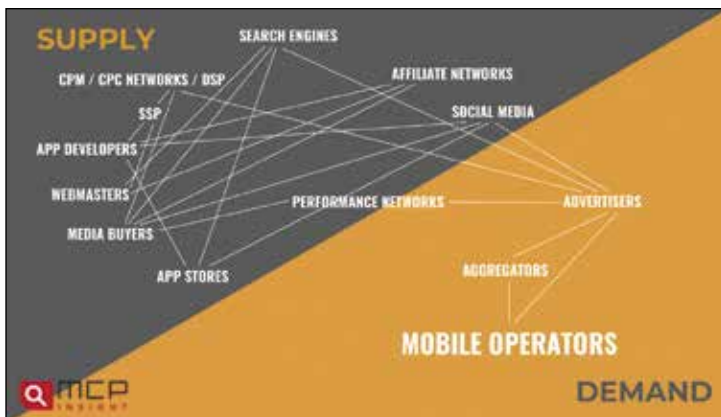 SUPPLY
SEARCH ENGINES
CPM / CPC NETWORKS / DSP
AFFILIATE NETWORKS
SSP
SOCIAL MEDIA
APP DEVELOPERS
WEBMASTERS
PERFORMANCE NETWORKS
ADVERTISERS
MEDIA BUYERS
APP STORES
AGGREGATORS
MOBILE OPERATORS
MCP
INSIGHT
DEMAND